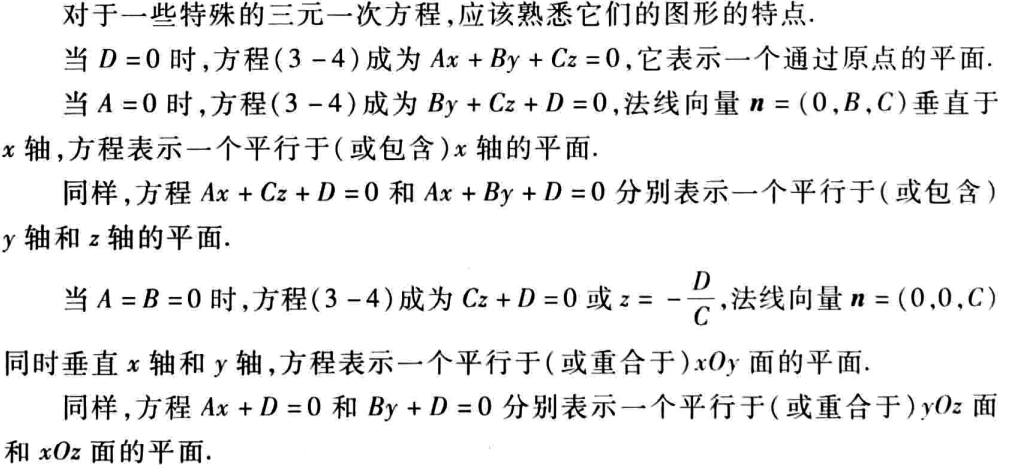 对于一些特殊的三元一次方程,应该熟悉它们的图形的特点.
当 D = 0 时,方程(3 - 4)成为 Ax + By + Cz = 0,它表示一个通过原点的平面.
当 A = 0 时,方程(3 - 4)成为 By + Cz + D = 0,法线向量 n = (0,B,C)垂直于
x 轴,方程表示一个平行于(或包含)x 轴的平面.
同样,方程 Ax + Cz + D = 0 和 Ax + By + D = 0 分别表示一个平行于(或包含)
y 轴和 z 轴的平面.
当 A = B = 0 时,方程(3 - 4)成为 Cz + D = 0 或 z = -D/C,法线向量 n = (0,0,C)
同时垂直 x 轴和 y 轴,方程表示一个平行于(或重合于)xOy 面的平面.
同样,方程 Ax + D = 0 和 By + D = 0 分别表示一个平行于(或重合于)yOz 面
和 xOz 面的平面.